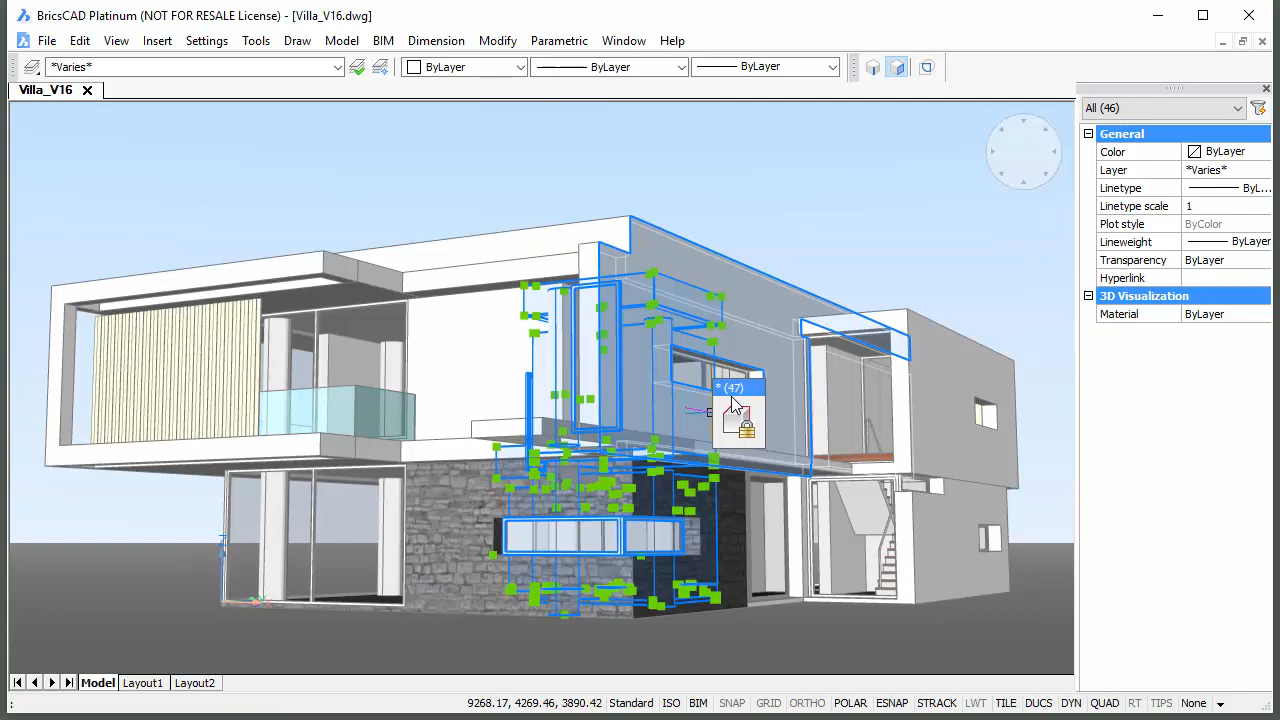 BricsCAD Platinum (NOT FOR RESALE License) - [Villa_V16.dwg]
File Edit View Insert Settings Tools Draw Model BIM Dimension Modify Parametric Window Help
*Varies* ByLayer ByLayer ByLayer
Villa_V16
All (46)
General
Color ByLayer
Layer *Varies*
Linetype ByL...
Linetype scale 1
Plot style ByColor
Lineweight ByLayer
Transparency ByLayer
Hyperlink
3D Visualization
Material ByLayer
* (47)
Model Layout1 Layout2
: 9268.17, 4269.46, 3890.42 Standard ISO BIM SNAP GRID ORTHO POLAR ESNAP STRACK LWT TILE DUCS DYN QUAD RT TIPS None